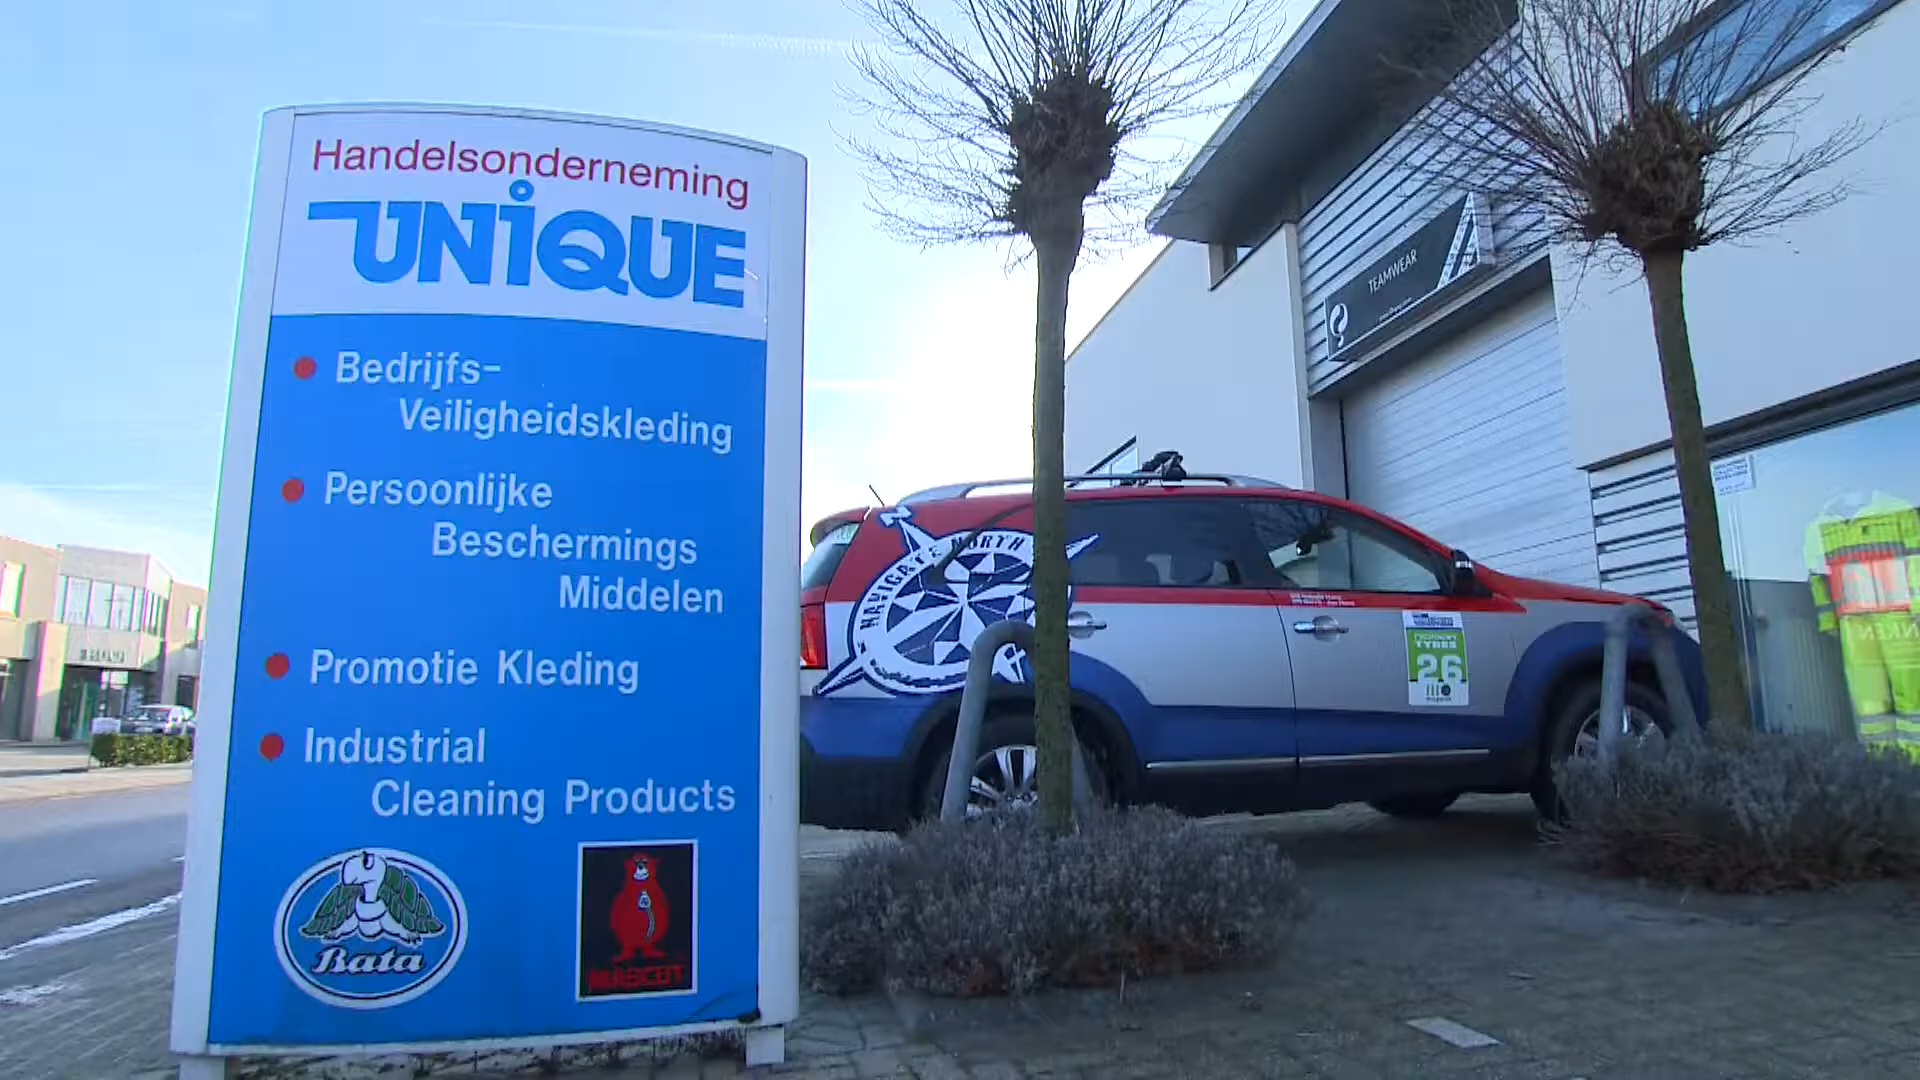 Handelsonderneming
UNiQUE
Bedrijfs-
Veiligheidskleding
Persoonlijke
Beschermings
Middelen
Promotie Kleding
Industrial
Cleaning Products
Bata
MASCOT
TEAMWEAR
NAVIGATE NORTH
N
TYRES
26